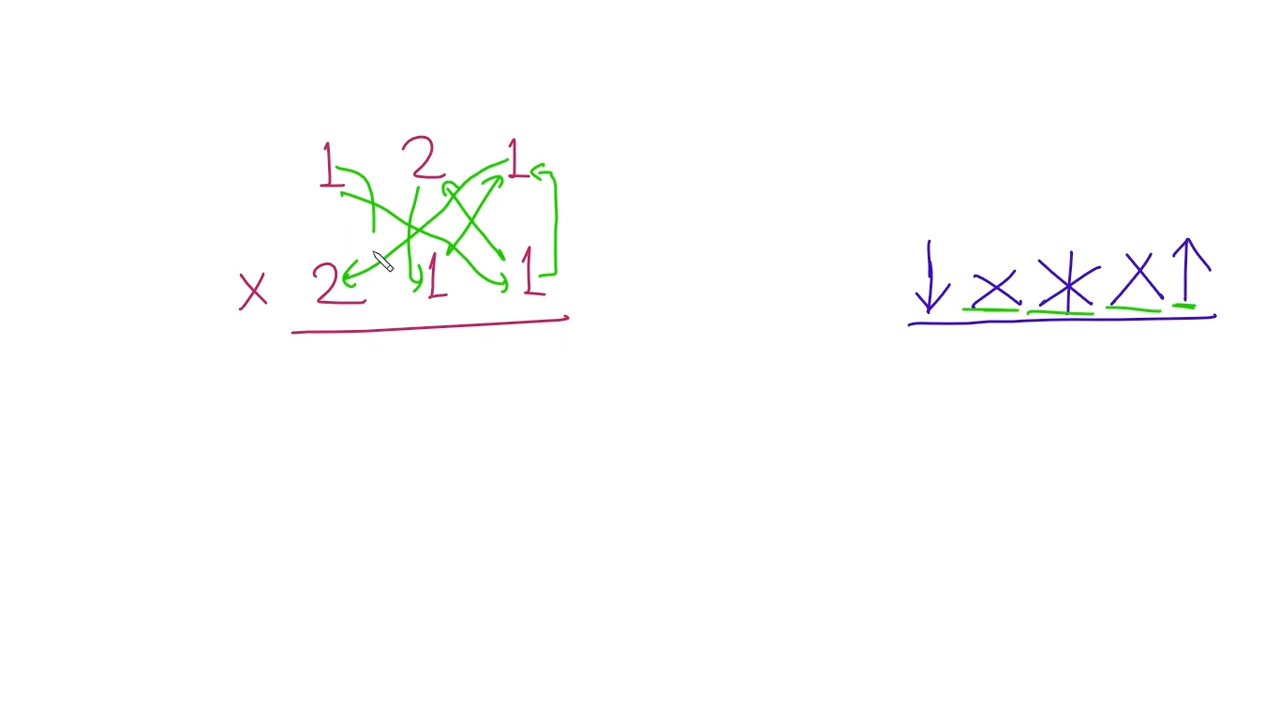 1 2 1
x 2 1 1
↓ x * x ↑